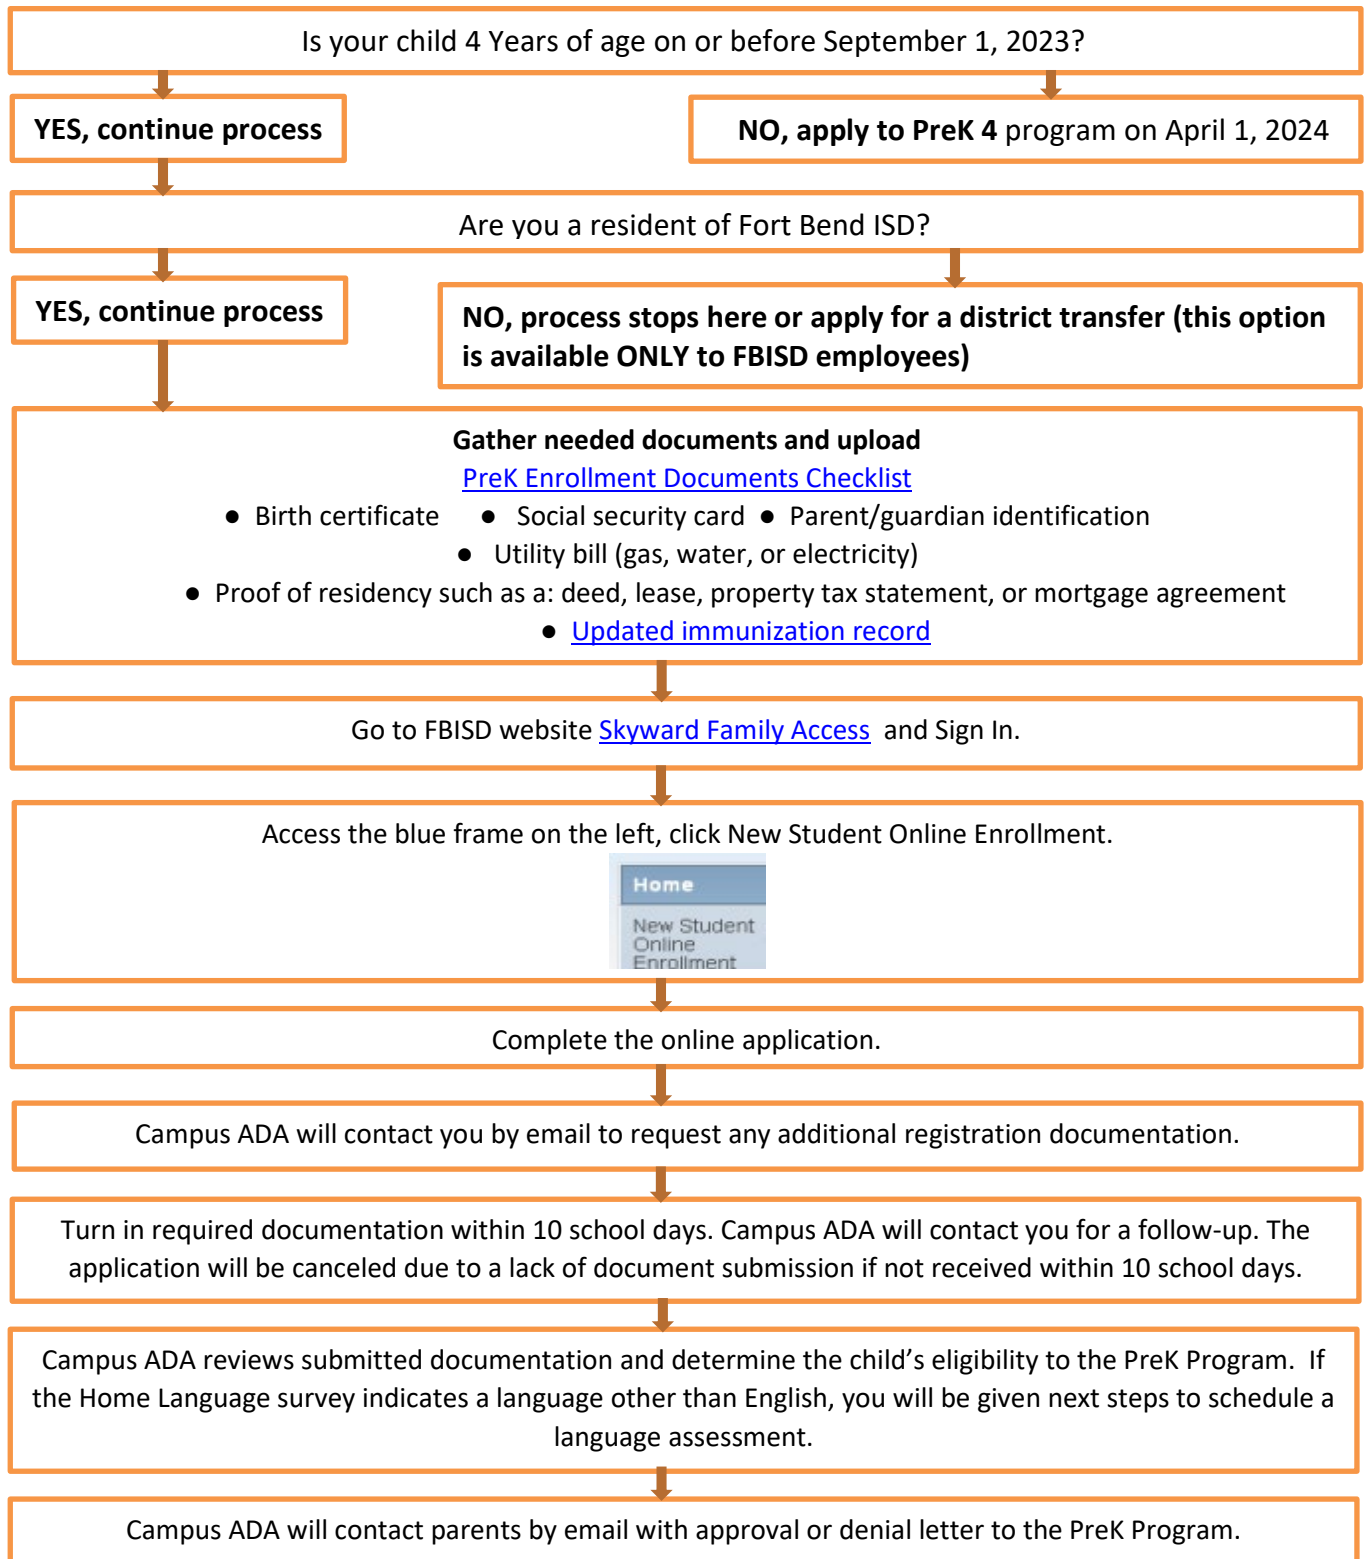 Is your child 4 Years of age on or before September 1, 2023?
YES, continue process
NO, apply to PreK 4 program on April 1, 2024
Are you a resident of Fort Bend ISD?
YES, continue process
NO, process stops here or apply for a district transfer (this option
is available ONLY to FBISD employees)
Gather needed documents and upload
PreK Enrollment Documents Checklist
● Birth certificate ● Social security card ● Parent/guardian identification
● Utility bill (gas, water, or electricity)
● Proof of residency such as a: deed, lease, property tax statement, or mortgage agreement
● Updated immunization record
Go to FBISD website Skyward Family Access and Sign In.
Access the blue frame on the left, click New Student Online Enrollment.
Home
New Student
Online
Enrollment
Complete the online application.
Campus ADA will contact you by email to request any additional registration documentation.
Turn in required documentation within 10 school days. Campus ADA will contact you for a follow-up. The
application will be canceled due to a lack of document submission if not received within 10 school days.
Campus ADA reviews submitted documentation and determine the child’s eligibility to the PreK Program. If
the Home Language survey indicates a language other than English, you will be given next steps to schedule a
language assessment.
Campus ADA will contact parents by email with approval or denial letter to the PreK Program.